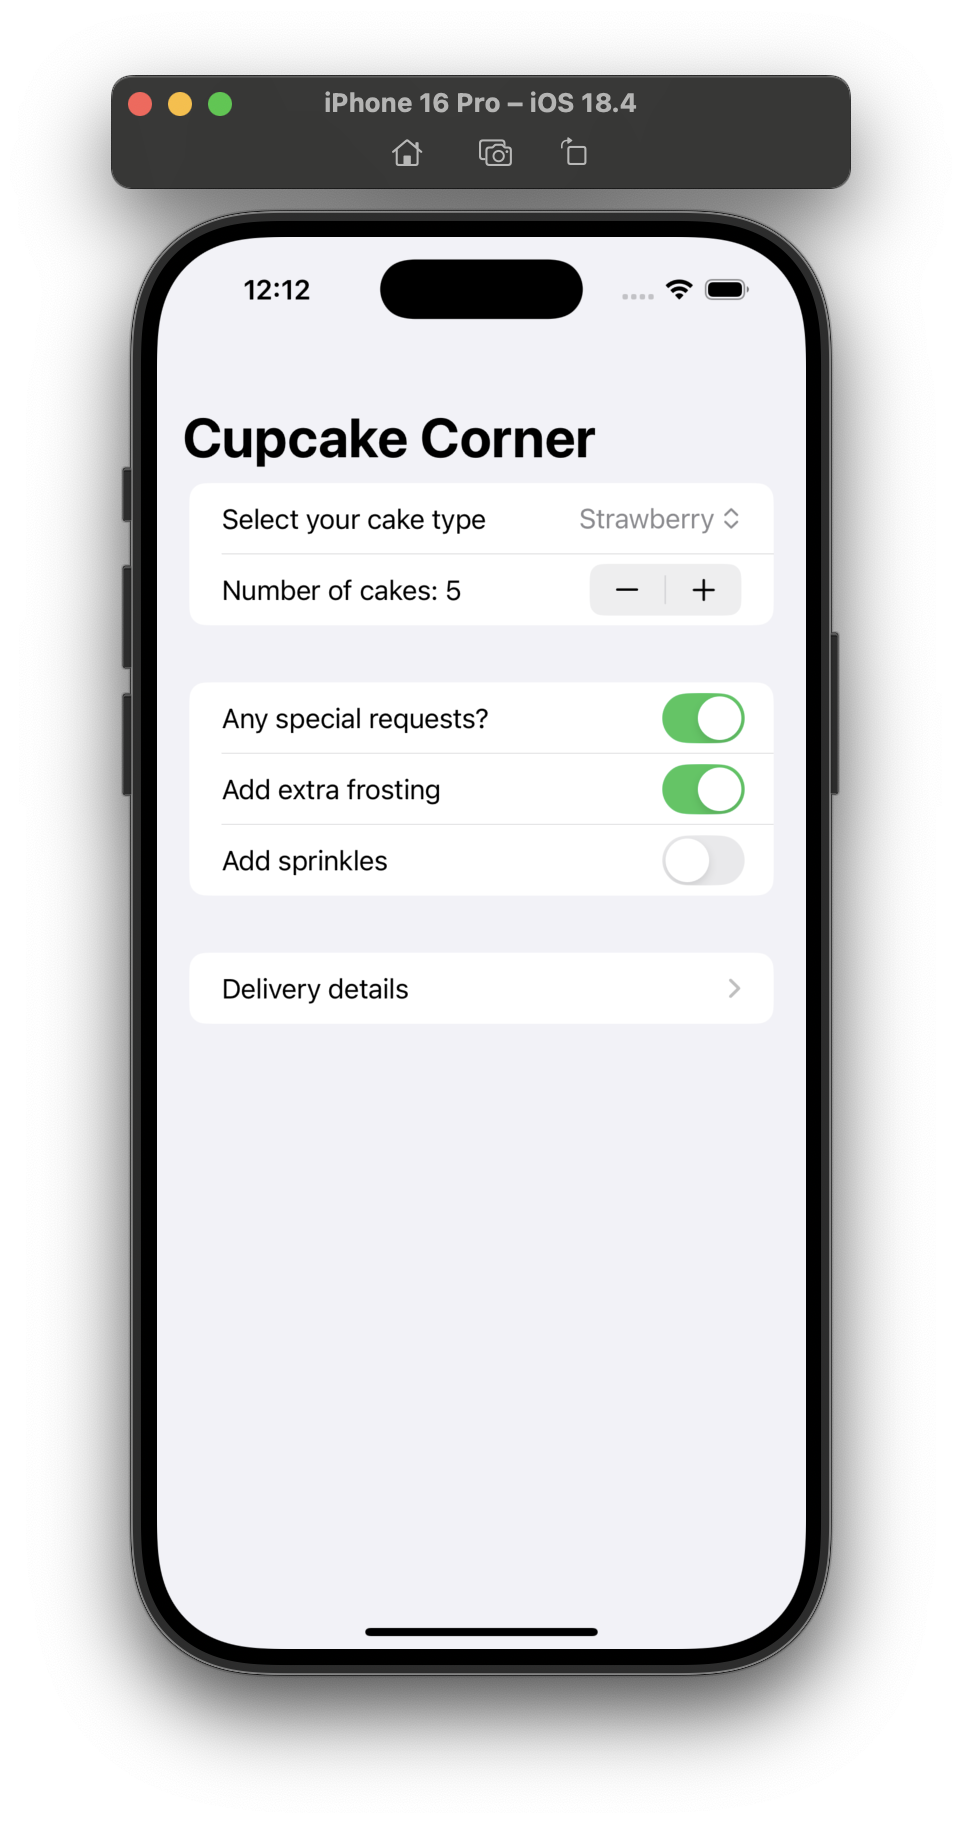 iPhone 16 Pro – iOS 18.4
12:12
Cupcake Corner
Select your cake type Strawberry
Number of cakes: 5
Any special requests?
Add extra frosting
Add sprinkles
Delivery details